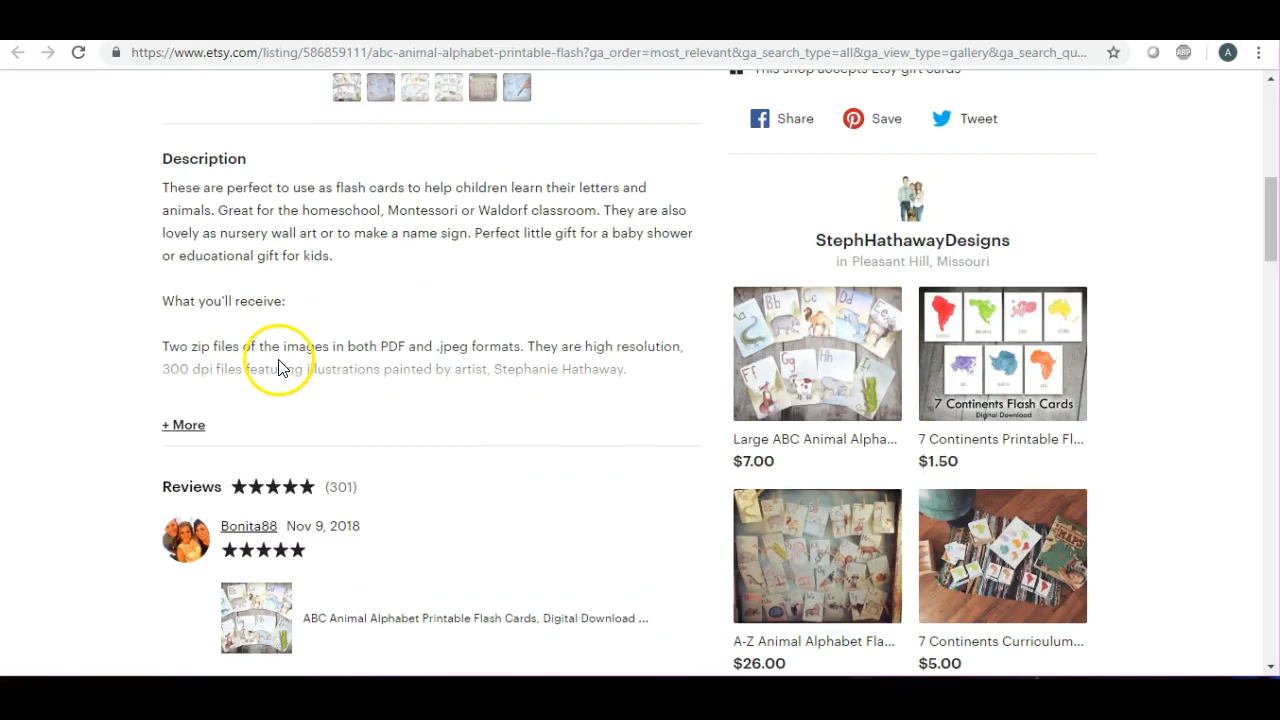 https://www.etsy.com/listing/586859111/abc-animal-alphabet-printable-flash?ga_order=most_relevant&ga_search_type=all&ga_view_type=gallery&ga_search_qu...
ABP
A
This shop accepts Etsy gift cards
Share
Save
Tweet
Description
These are perfect to use as flash cards to help children learn their letters and
animals. Great for the homeschool, Montessori or Waldorf classroom. They are also
lovely as nursery wall art or to make a name sign. Perfect little gift for a baby shower
or educational gift for kids.
What you'll receive:
Two zip files of the images in both PDF and .jpeg formats. They are high resolution,
300 dpi files featuring illustrations painted by artist, Stephanie Hathaway.
+ More
Reviews ★★★★★ (301)
Bonita88 Nov 9, 2018
★★★★★
ABC Animal Alphabet Printable Flash Cards, Digital Download ...
StephHathawayDesigns
in Pleasant Hill, Missouri
Bb
Cc
Dd
Ff
Gg
Hh
7 Continents Flash Cards
Digital Download
Large ABC Animal Alpha...
$7.00
7 Continents Printable Fl...
$1.50
A-Z Animal Alphabet Fla...
$26.00
7 Continents Curriculum...
$5.00